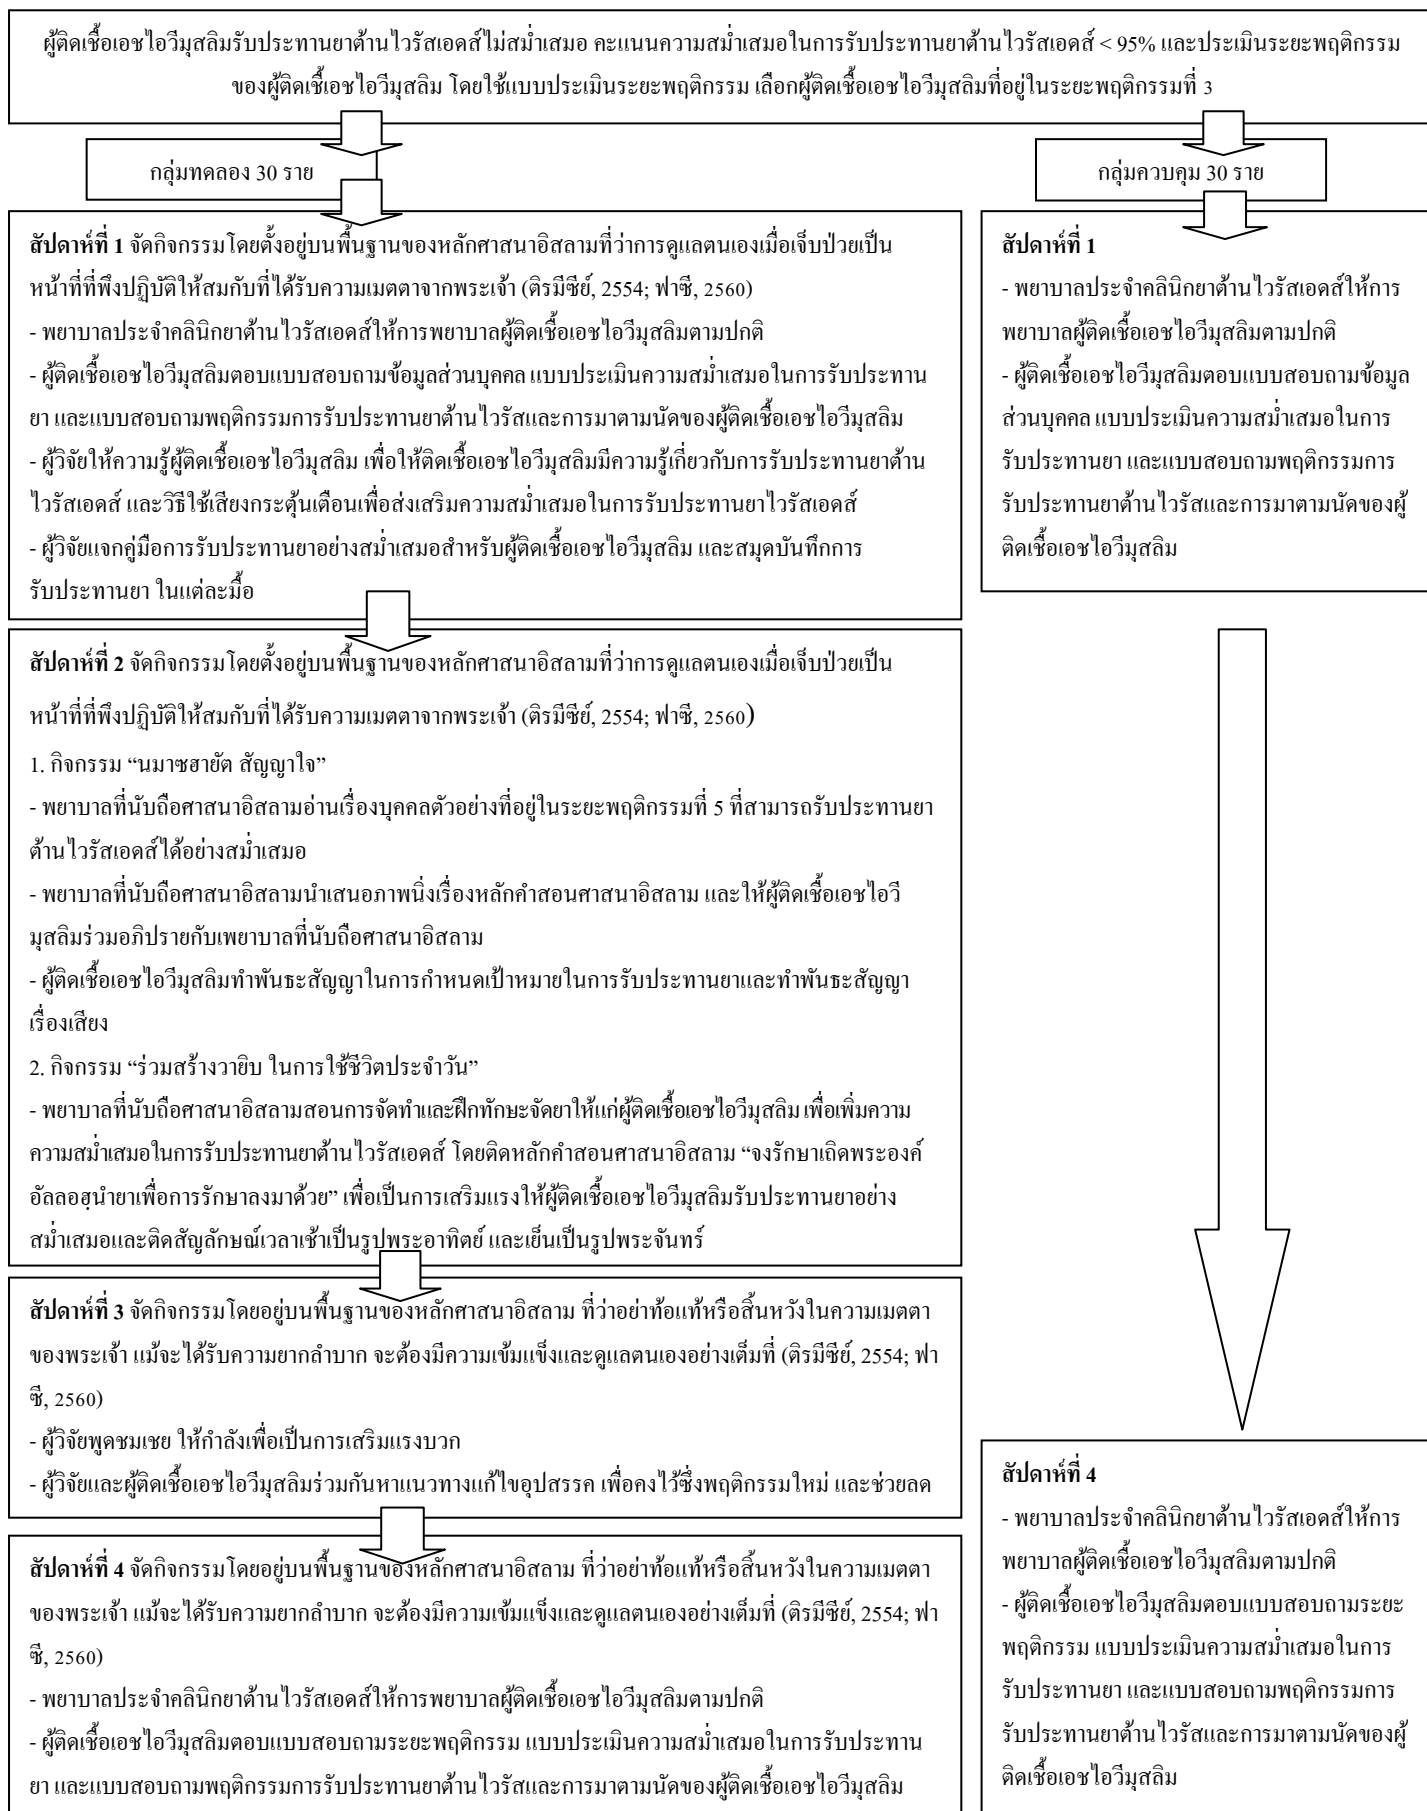 ผู้ติดเชื้อเอชไอวีมุสลิมรับประทานยาต้านไวรัสเอดส์ไม่สม่ำเสมอ คะแนนความสม่ำเสมอในการรับประทานยาต้านไวรัสเอดส์ < 95% และประเมินระยะพฤติกรรม
ของผู้ติดเชื้เอชไอวีมุสลิม โดยใช้แบบประเมินระยะพฤติกรรม เลือกผู้ติดเชื้อเอชไอวีมุสลิมที่อยู่ในระยะพฤติกรรมที่ 3
กลุ่มทดลอง 30 ราย
กลุ่มควบคุม 30 ราย
สัปดาห์ที่ 1 จัดกิจกรรมโดยตั้งอยู่บนพื้นฐานของหลักศาสนาอิสลามที่ว่าการดูแลตนเองเมื่อเจ็บป่วยเป็น
หน้าที่ที่พึงปฏิบัติให้สมกับที่ได้รับความเมตตาจากพระเจ้า (ติรมีซีย์, 2554; ฟาซี, 2560)
- พยาบาลประจำคลินิกยาต้านไวรัสเอดส์ให้การพยาบาลผู้ติดเชื้อเอชไอวีมุสลิมตามปกติ
- ผู้ติดเชื้อเอชไอวีมุสลิมตอบแบบสอบถามข้อมูลส่วนบุคคล แบบประเมินความสม่ำเสมอในการรับประทาน
ยา และแบบสอบถามพฤติกรรมการรับประทานยาต้านไวรัสและการมาตามนัดของผู้ติดเชื้อเอชไอวีมุสลิม
- ผู้วิจัยให้ความรู้ผู้ติดเชื้อเอชไอวีมุสลิม เพื่อให้ติดเชื้อเอชไอวีมุสลิมมีความรู้เกี่ยวกับการรับประทานยาต้าน
ไวรัสเอดส์ และวิธีใช้เสียงกระตุ้นเตือนเพื่อส่งเสริมความสม่ำเสมอในการรับประทานยาไวรัสเอดส์
- ผู้วิจัยแจกคู่มือการรับประทานยาอย่างสม่ำเสมอสำหรับผู้ติดเชื้อเอชไอวีมุสลิม และสมุดบันทึกการ
รับประทานยา ในแต่ละมื้อ
สัปดาห์ที่ 1
- พยาบาลประจำคลินิกยาต้านไวรัสเอดส์ให้การ
พยาบาลผู้ติดเชื้อเอชไอวีมุสลิมตามปกติ
- ผู้ติดเชื้อเอชไอวีมุสลิมตอบแบบสอบถามข้อมูล
ส่วนบุคคล แบบประเมินความสม่ำเสมอในการ
รับประทานยา และแบบสอบถามพฤติกรรมการ
รับประทานยาต้านไวรัสและการมาตามนัดของผู้
ติดเชื้อเอชไอวีมุสลิม
สัปดาห์ที่ 2 จัดกิจกรรมโดยตั้งอยู่บนพื้นฐานของหลักศาสนาอิสลามที่ว่าการดูแลตนเองเมื่อเจ็บป่วยเป็น
หน้าที่ที่พึงปฏิบัติให้สมกับที่ได้รับความเมตตาจากพระเจ้า (ติรมีซีย์, 2554; ฟาซี, 2560)
1. กิจกรรม “นมาซฮายัต สัญญาใจ”
- พยาบาลที่นับถือศาสนาอิสลามอ่านเรื่องบุคคลตัวอย่างที่อยู่ในระยะพฤติกรรมที่ 5 ที่สามารถรับประทานยา
ต้านไวรัสเอดส์ได้อย่างสม่ำเสมอ
- พยาบาลที่นับถือศาสนาอิสลามนำเสนอภาพนิ่งเรื่องหลักคำสอนศาสนาอิสลาม และให้ผู้ติดเชื้อเอชไอวี
มุสลิมร่วมอภิปรายกับเพยาบาลที่นับถือศาสนาอิสลาม
- ผู้ติดเชื้อเอชไอวีมุสลิมทำพันธะสัญญาในการกำหนดเป้าหมายในการรับประทานยาและทำพันธะสัญญา
เรื่องเสียง
2. กิจกรรม “ร่วมสร้างวายิบ ในการใช้ชีวิตประจำวัน”
- พยาบาลที่นับถือศาสนาอิสลามสอนการจัดทำและฝึกทักษะจัดยาให้แก่ผู้ติดเชื้อเอชไอวีมุสลิม เพื่อเพิ่มความ
ความสม่ำเสมอในการรับประทานยาต้านไวรัสเอดส์ โดยติดหลักคำสอนศาสนาอิสลาม “จงรักษาเถิดพระองค์
อัลลอฮฺนำยาเพื่อการรักษาลงมาด้วย” เพื่อเป็นการเสริมแรงให้ผู้ติดเชื้อเอชไอวีมุสลิมรับประทานยาอย่าง
สม่ำเสมอและติดสัญลักษณ์เวลาเช้าเป็นรูปพระอาทิตย์ และเย็นเป็นรูปพระจันทร์
สัปดาห์ที่ 3 จัดกิจกรรมโดยอยู่บนพื้นฐานของหลักศาสนาอิสลาม ที่ว่าอย่าท้อแท้หรือสิ้นหวังในความเมตตา
ของพระเจ้า แม้จะได้รับความยากลำบาก จะต้องมีความเข้มแข็งและดูแลตนเองอย่างเต็มที่ (ติรมีซีย์, 2554; ฟา
ซี, 2560)
- ผู้วิจัยพูดชมเชย ให้กำลังเพื่อเป็นการเสริมแรงบวก
- ผู้วิจัยและผู้ติดเชื้อเอชไอวีมุสลิมร่วมกันหาแนวทางแก้ไขอุปสรรค เพื่อคงไว้ซึ่งพฤติกรรมใหม่ และช่วยลด
สัปดาห์ที่ 4 จัดกิจกรรมโดยอยู่บนพื้นฐานของหลักศาสนาอิสลาม ที่ว่าอย่าท้อแท้หรือสิ้นหวังในความเมตตา
ของพระเจ้า แม้จะได้รับความยากลำบาก จะต้องมีความเข้มแข็งและดูแลตนเองอย่างเต็มที่ (ติรมีซีย์, 2554; ฟา
ซี, 2560)
- พยาบาลประจำคลินิกยาต้านไวรัสเอดส์ให้การพยาบาลผู้ติดเชื้อเอชไอวีมุสลิมตามปกติ
- ผู้ติดเชื้อเอชไอวีมุสลิมตอบแบบสอบถามระยะพฤติกรรม แบบประเมินความสม่ำเสมอในการรับประทาน
ยา และแบบสอบถามพฤติกรรมการรับประทานยาต้านไวรัสและการมาตามนัดของผู้ติดเชื้อเอชไอวีมุสลิม
สัปดาห์ที่ 4
- พยาบาลประจำคลินิกยาต้านไวรัสเอดส์ให้การ
พยาบาลผู้ติดเชื้อเอชไอวีมุสลิมตามปกติ
- ผู้ติดเชื้อเอชไอวีมุสลิมตอบแบบสอบถามระยะ
พฤติกรรม แบบประเมินความสม่ำเสมอในการ
รับประทานยา และแบบสอบถามพฤติกรรมการ
รับประทานยาต้านไวรัสและการมาตามนัดของผู้
ติดเชื้อเอชไอวีมุสลิม